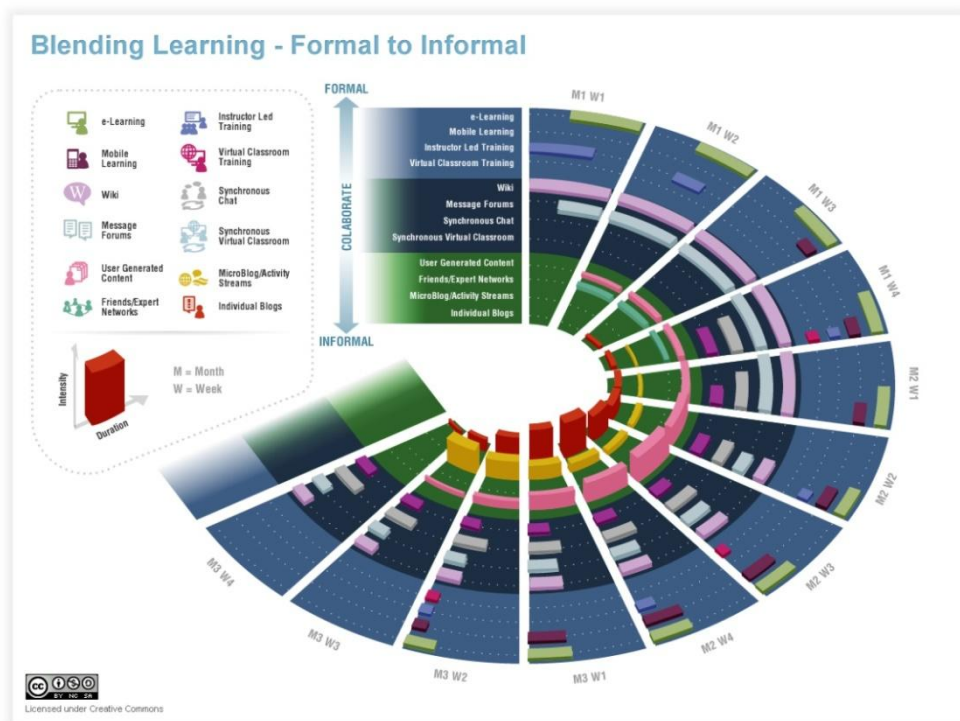 Blending Learning - Formal to Informal
e-Learning
Instructor Led
Training
Mobile
Learning
Virtual Classroom
Training
Wiki
Synchronous
Chat
Message
Forums
Synchronous
Virtual Classroom
User Generated
Content
MicroBlog/Activity
Streams
Friends/Expert
Networks
Individual Blogs
Intensity
Duration
M = Month
W = Week
FORMAL
COLABORATE
INFORMAL
e-Learning
Mobile Learning
Instructor Led Training
Virtual Classroom Training
Wiki
Message Forums
Synchronous Chat
Synchronous Virtual Classroom
User Generated Content
Friends/Expert Networks
MicroBlog/Activity Streams
Individual Blogs
M1 W1
M1 W2
M1 W3
M1 W4
M2 W1
M2 W2
M2 W3
M2 W4
M3 W1
M3 W2
M3 W3
M3 W4
W
cc
BY NC SA
Licensed under Creative Commons